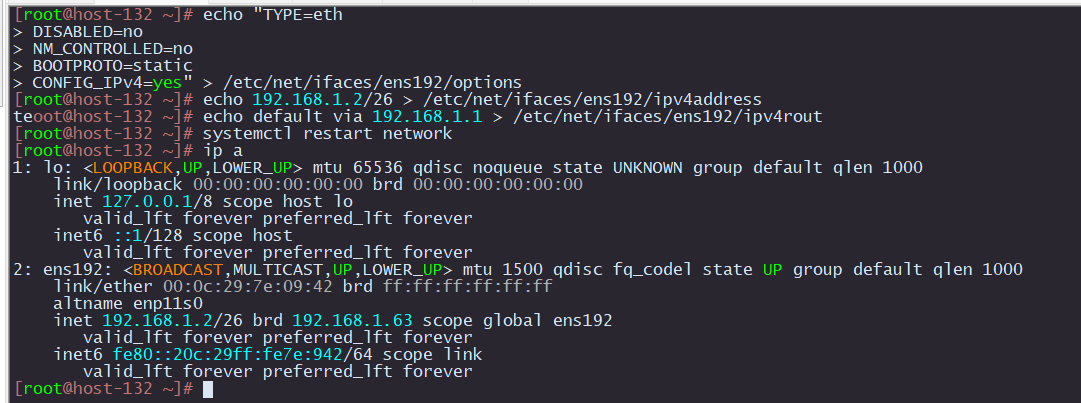 [root@host-132 ~]# echo "TYPE=eth
> DISABLED=no
> NM_CONTROLLED=no
> BOOTPROTO=static
> CONFIG_IPv4=yes" > /etc/net/ifaces/ens192/options
[root@host-132 ~]# echo 192.168.1.2/26 > /etc/net/ifaces/ens192/ipv4address
teoot@host-132 ~]# echo default via 192.168.1.1 > /etc/net/ifaces/ens192/ipv4rout
[root@host-132 ~]# systemctl restart network
[root@host-132 ~]# ip a
1: lo: <LOOPBACK,UP,LOWER_UP> mtu 65536 qdisc noqueue state UNKNOWN group default qlen 1000
    link/loopback 00:00:00:00:00:00 brd 00:00:00:00:00:00
    inet 127.0.0.1/8 scope host lo
       valid_lft forever preferred_lft forever
    inet6 ::1/128 scope host
       valid_lft forever preferred_lft forever
2: ens192: <BROADCAST,MULTICAST,UP,LOWER_UP> mtu 1500 qdisc fq_codel state UP group default qlen 1000
    link/ether 00:0c:29:7e:09:42 brd ff:ff:ff:ff:ff:ff
    altname enp11s0
    inet 192.168.1.2/26 brd 192.168.1.63 scope global ens192
       valid_lft forever preferred_lft forever
    inet6 fe80::20c:29ff:fe7e:942/64 scope link
       valid_lft forever preferred_lft forever
[root@host-132 ~]#